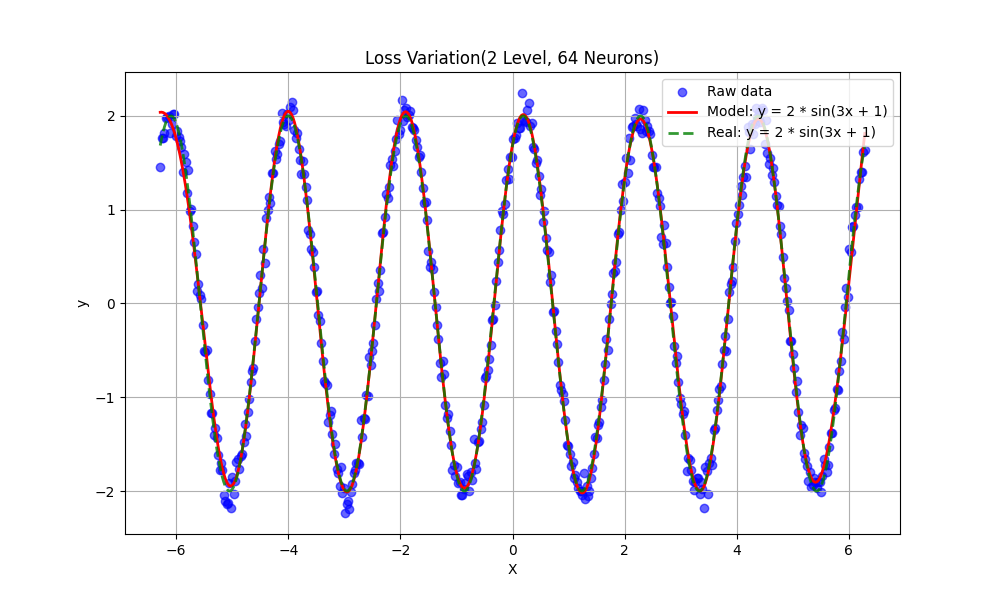 Loss Variation(2 Level, 64 Neurons)
Raw data
Model: y = 2 * sin(3x + 1)
Real: y = 2 * sin(3x + 1)
2
1
0
−1
−2
y
−6
−4
−2
0
2
4
6
X